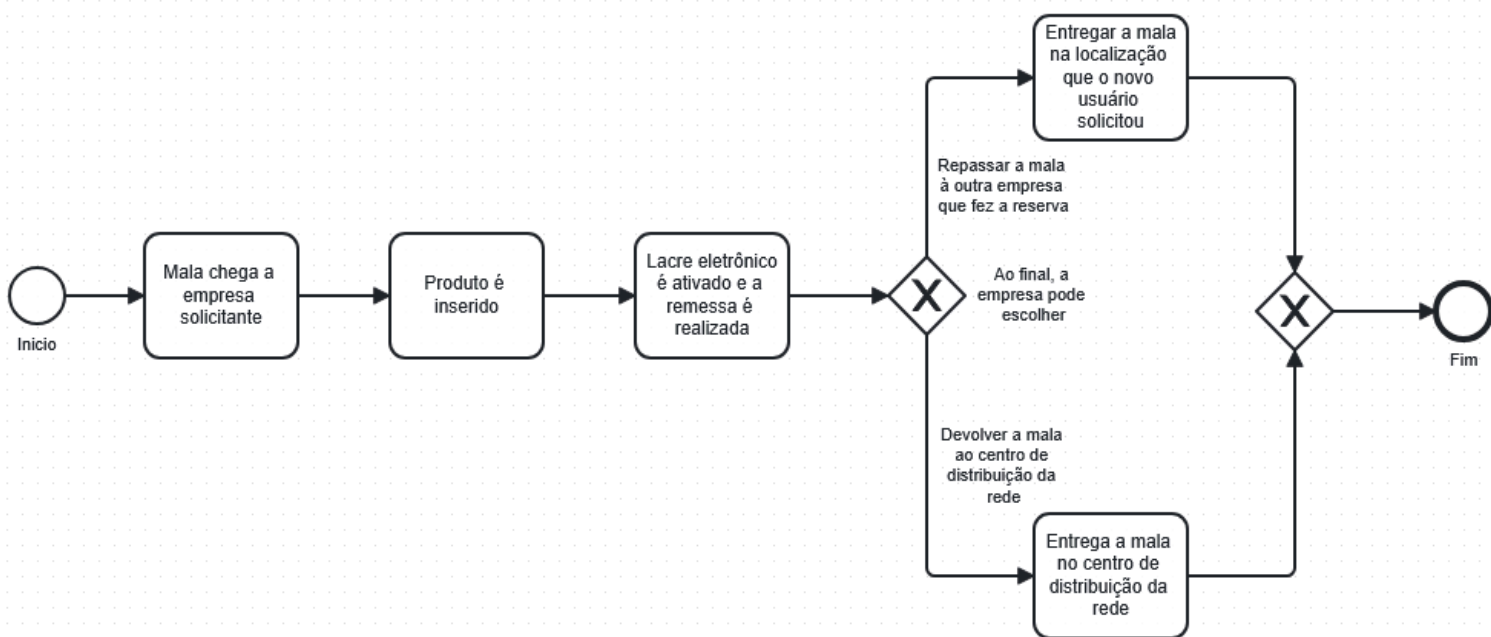 Inicio
Mala chega a
empresa
solicitante
Produto é
inserido
Lacre eletrônico
é ativado e a
remessa é
realizada
Ao final, a
empresa pode
escolher
Repassar a mala
à outra empresa
que fez a reserva
Entregar a mala
na localização
que o novo
usuário
solicitou
Devolver a mala
ao centro de
distribuição da
rede
Entrega a mala
no centro de
distribuição da
rede
Fim